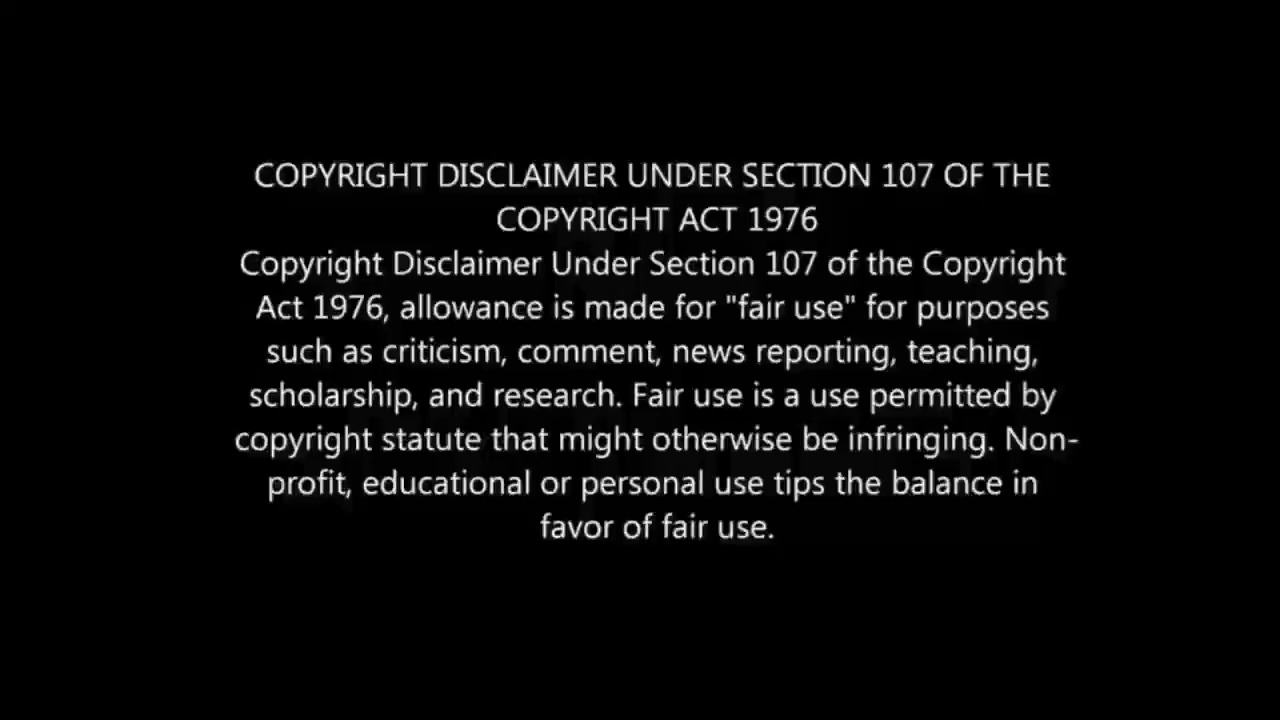 COPYRIGHT DISCLAIMER UNDER SECTION 107 OF THE
COPYRIGHT ACT 1976
Copyright Disclaimer Under Section 107 of the Copyright
Act 1976, allowance is made for "fair use" for purposes
such as criticism, comment, news reporting, teaching,
scholarship, and research. Fair use is a use permitted by
copyright statute that might otherwise be infringing. Non-
profit, educational or personal use tips the balance in
favor of fair use.